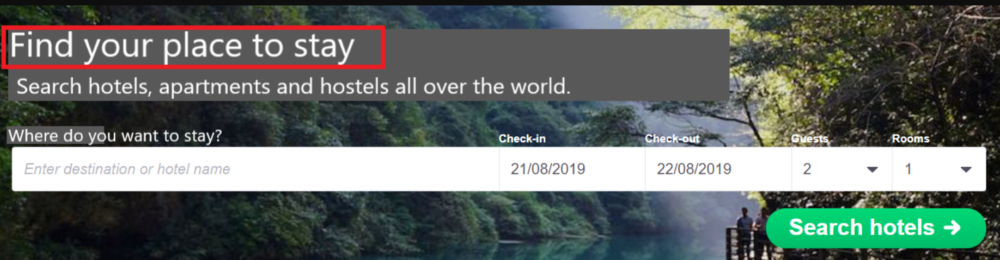 Find your place to stay
Search hotels, apartments and hostels all over the world.
Where do you want to stay?
Check-in
Check-out
Guests
Rooms
Enter destination or hotel name
21/08/2019
22/08/2019
2
1
Search hotels →